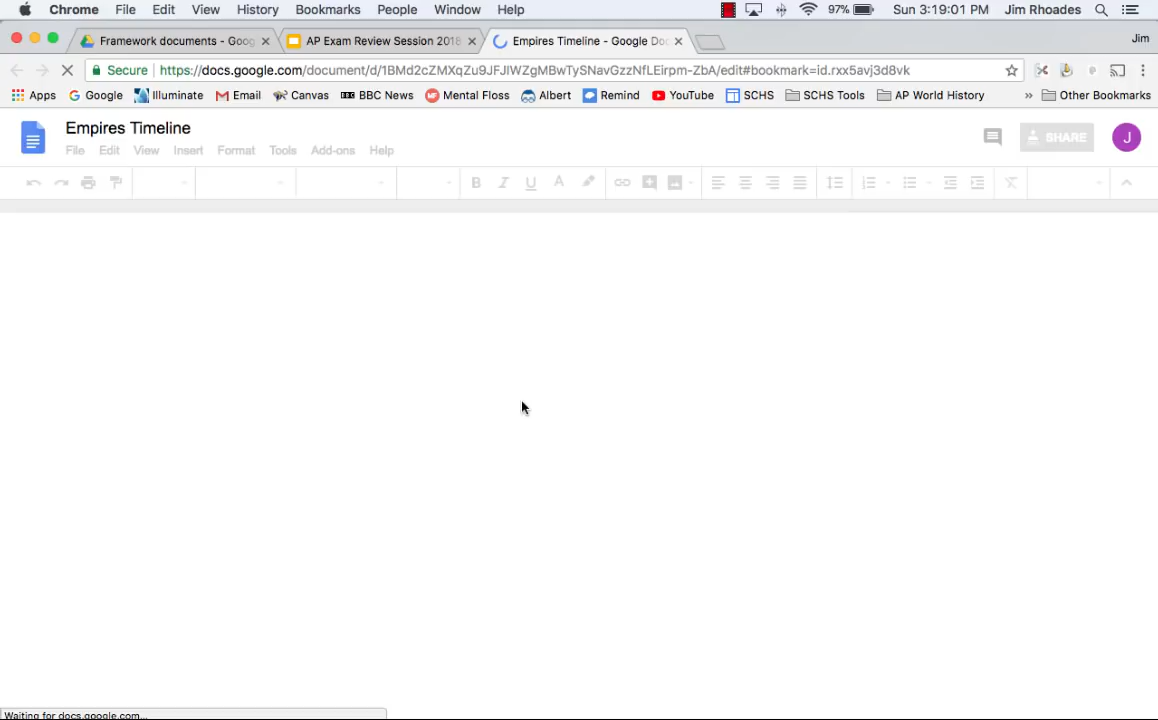 Chrome File Edit View History Bookmarks People Window Help 97% Sun 3:19:01 PM Jim Rhoades
Framework documents - Goog AP Exam Review Session 2018 Empires Timeline - Google Doc Jim
Secure https://docs.google.com/document/d/1BMd2cZMXqZu9JFJIWZgMBwTySNavGzzNfLEirpm-ZbA/edit#bookmark=id.rxx5avj3d8vk
Apps Google Illuminate Email Canvas BBC News Mental Floss Albert Remind YouTube SCHS SCHS Tools AP World History » Other Bookmarks
Empires Timeline
File Edit View Insert Format Tools Add-ons Help
SHARE J
B I U A
Waiting for docs.google.com...